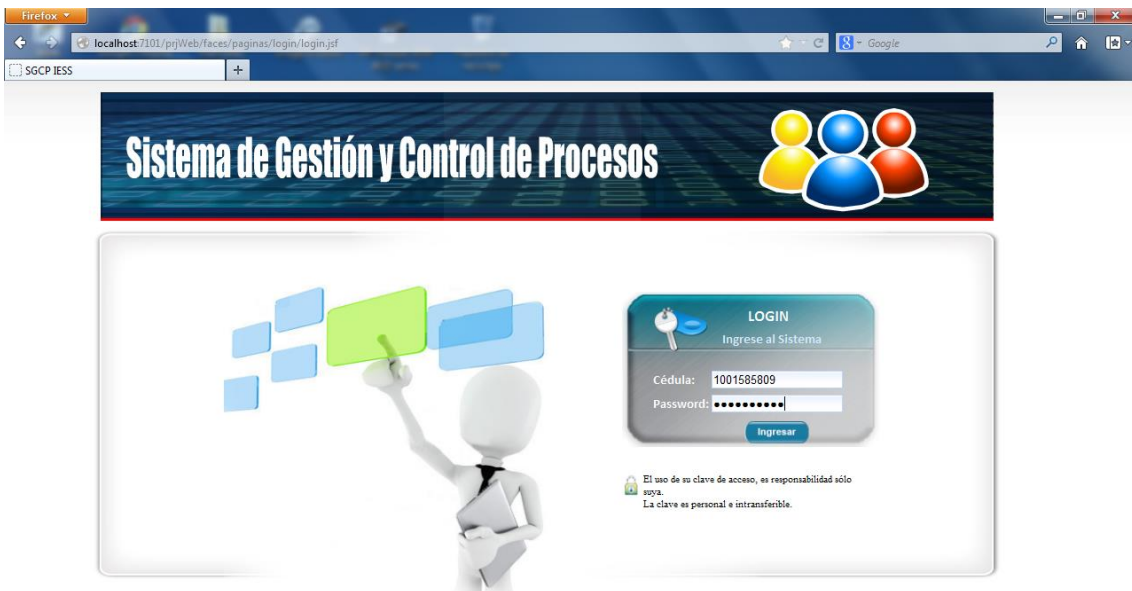 Firefox
localhost:7101/prjWeb/faces/paginas/login/login.jsf
Google
SGCP IESS
Sistema de Gestión y Control de Procesos
LOGIN
Ingrese al Sistema
Cédula: 1001585809
Password: ••••••••••
Ingresar
El uso de su clave de acceso, es responsabilidad sólo
suya.
La clave es personal e intransferible.